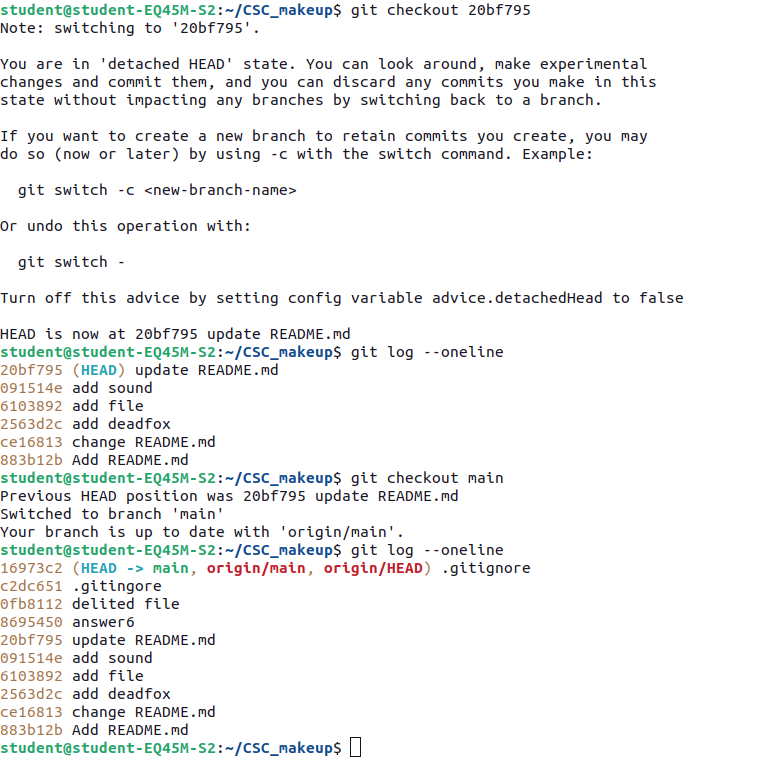 student@student-EQ45M-S2:~/CSC_makeup$ git checkout 20bf795
Note: switching to '20bf795'.
You are in 'detached HEAD' state. You can look around, make experimental
changes and commit them, and you can discard any commits you make in this
state without impacting any branches by switching back to a branch.
If you want to create a new branch to retain commits you create, you may
do so (now or later) by using -c with the switch command. Example:
git switch -c <new-branch-name>
Or undo this operation with:
git switch -
Turn off this advice by setting config variable advice.detachedHead to false
HEAD is now at 20bf795 update README.md
student@student-EQ45M-S2:~/CSC_makeup$ git log --oneline
20bf795 (HEAD) update README.md
091514e add sound
6103892 add file
2563d2c add deadfox
ce16813 change README.md
883b12b Add README.md
student@student-EQ45M-S2:~/CSC_makeup$ git checkout main
Previous HEAD position was 20bf795 update README.md
Switched to branch 'main'
Your branch is up to date with 'origin/main'.
student@student-EQ45M-S2:~/CSC_makeup$ git log --oneline
16973c2 (HEAD -> main, origin/main, origin/HEAD) .gitignore
c2dc651 .gitingore
0fb8112 delited file
8695450 answer6
20bf795 update README.md
091514e add sound
6103892 add file
2563d2c add deadfox
ce16813 change README.md
883b12b Add README.md
student@student-EQ45M-S2:~/CSC_makeup$